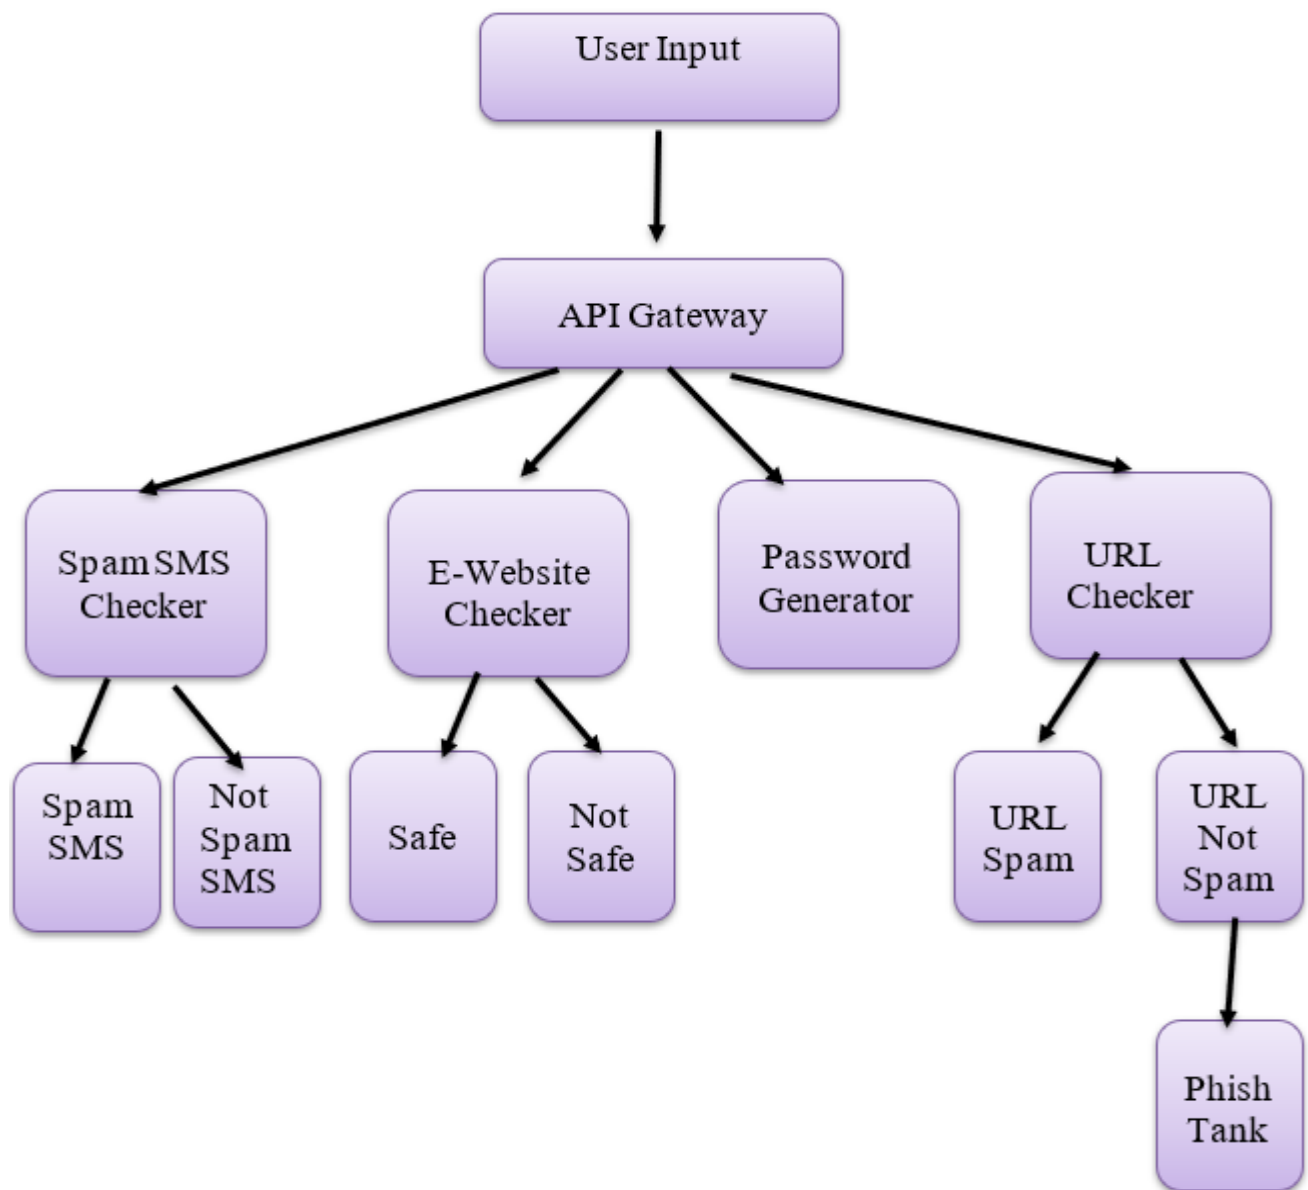 User Input
API Gateway
Spam SMS
Checker
E-Website
Checker
Password
Generator
URL
Checker
Spam
SMS
Not
Spam
SMS
Safe
Not
Safe
URL
Spam
URL
Not
Spam
Phish
Tank